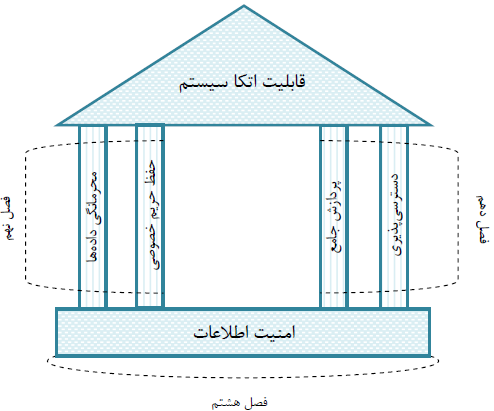 قابلیت اتکا سیستم
دسترسی‌پذیری
پردازش جامع
حفظ حریم خصوصی
محرمانگی داده‌ها
فصل دهم
فصل نهم
امنیت اطلاعات
فصل هشتم